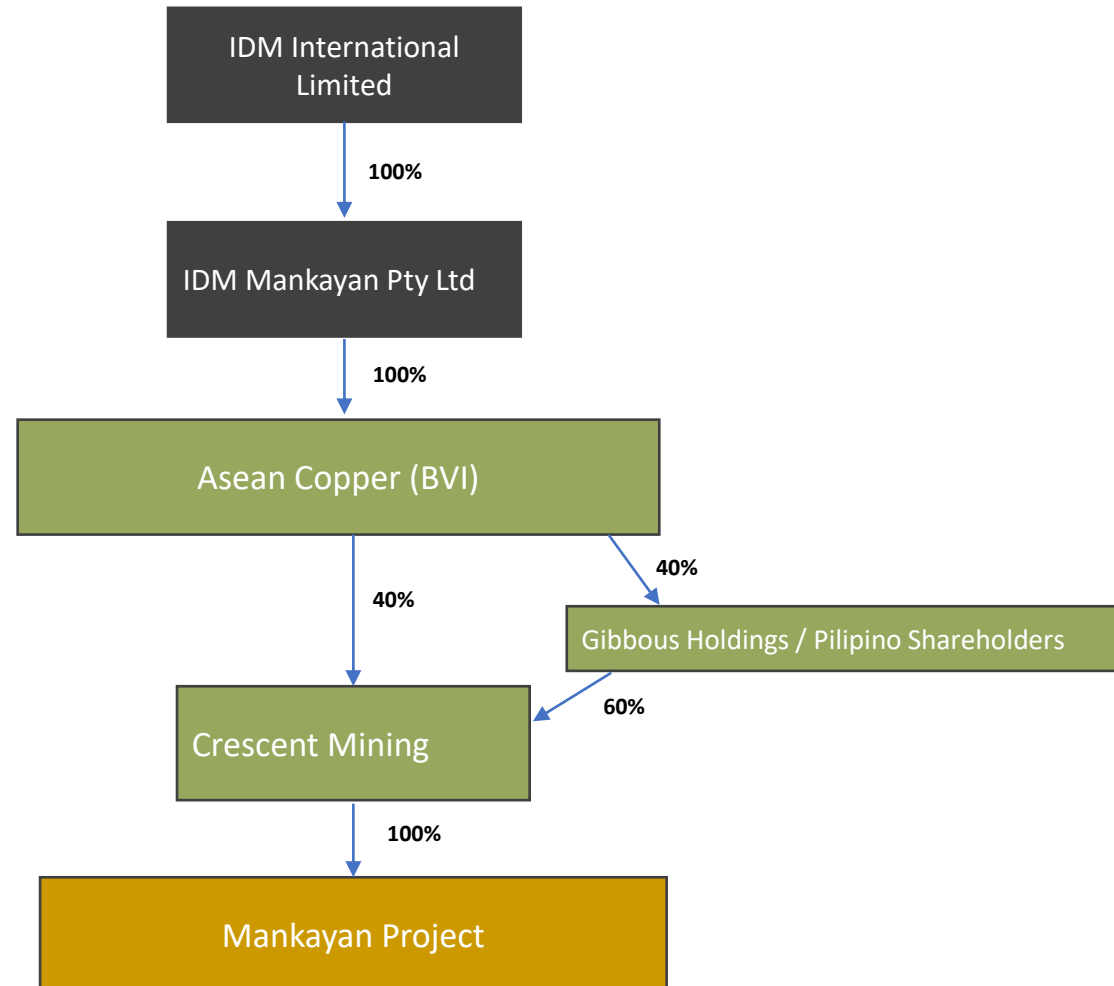 IDM International
Limited
100%
IDM Mankayan Pty Ltd
100%
Asean Copper (BVI)
40%
40%
Gibbous Holdings / Pilipino Shareholders
60%
Crescent Mining
100%
Mankayan Project